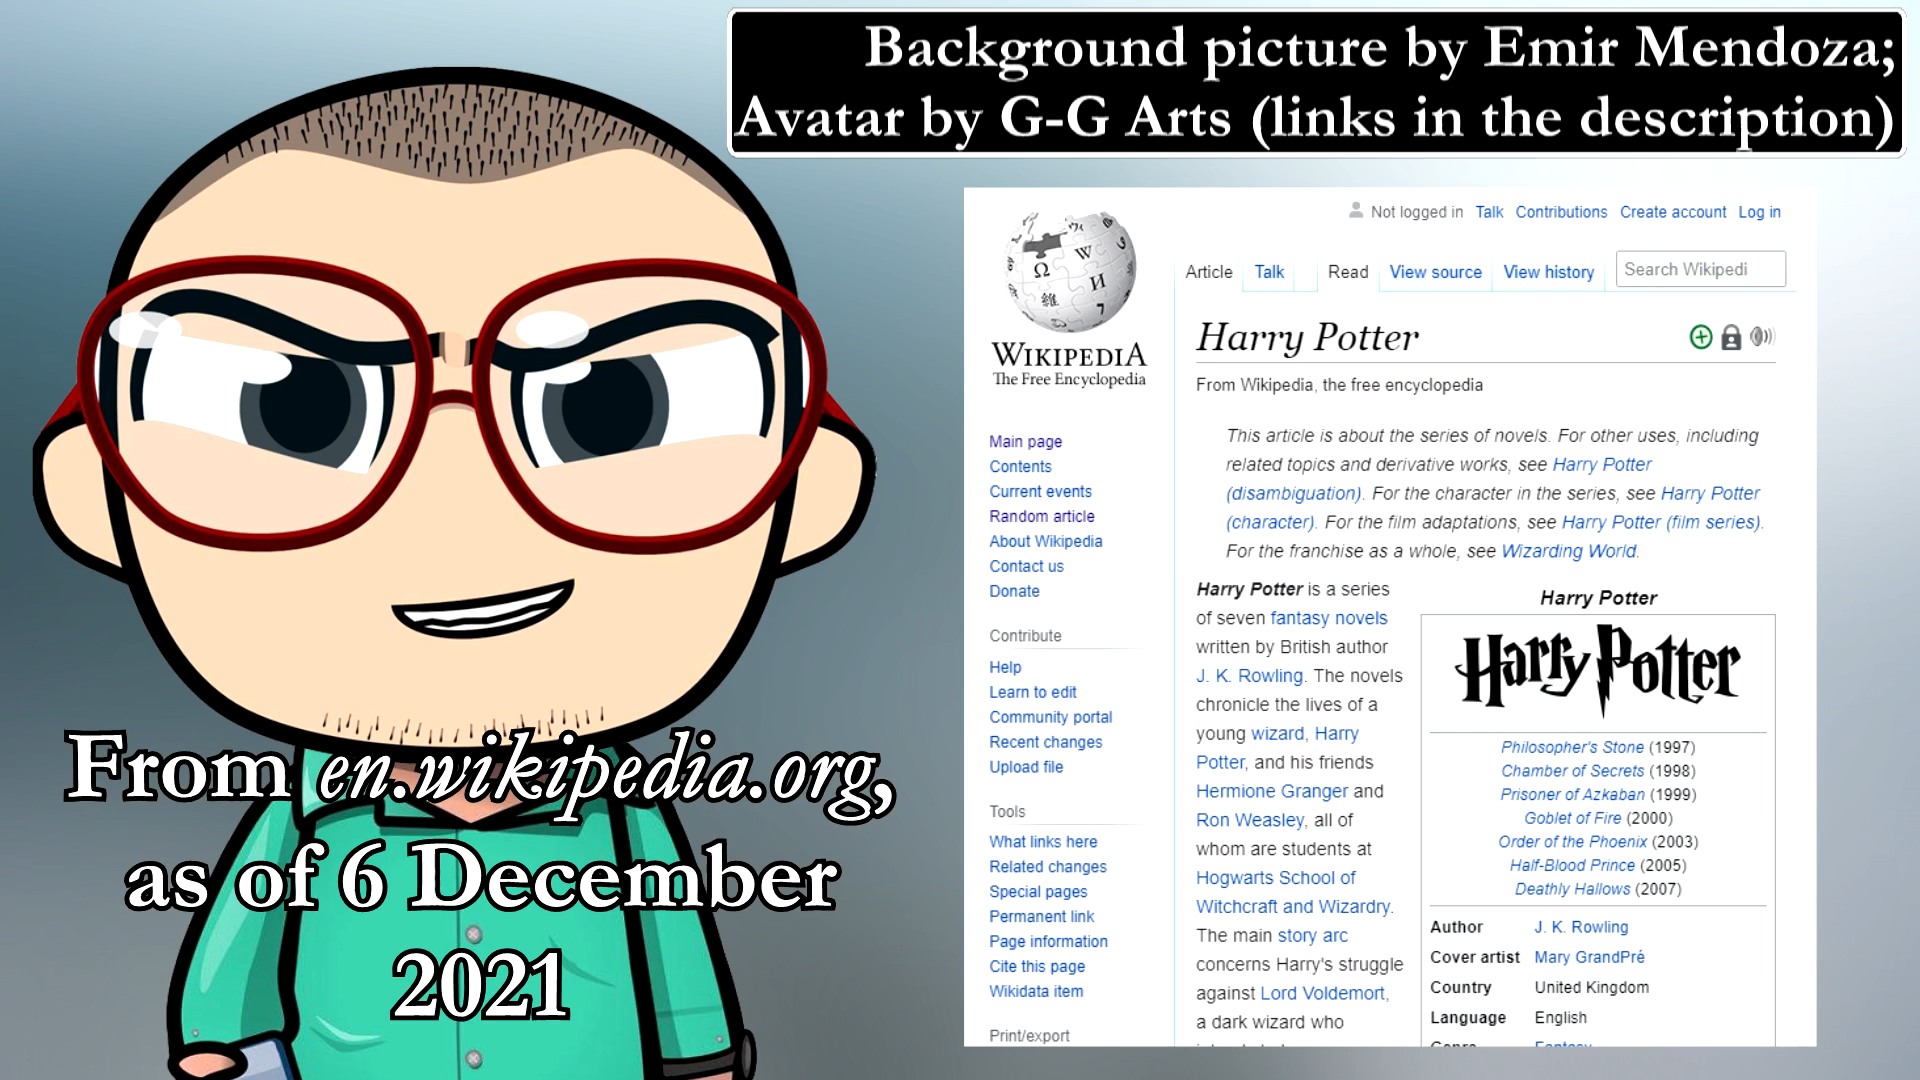 Background picture by Emir Mendoza;
Avatar by G-G Arts (links in the description)
From en.wikipedia.org,
as of 6 December
2021
WIKIPEDIA
The Free Encyclopedia
Main page
Contents
Current events
Random article
About Wikipedia
Contact us
Donate
Contribute
Help
Learn to edit
Community portal
Recent changes
Upload file
Tools
What links here
Related changes
Special pages
Permanent link
Page information
Cite this page
Wikidata item
Print/export
Not logged in Talk Contributions Create account Log in
Article Talk Read View source View history Search Wikipedi
Harry Potter
From Wikipedia, the free encyclopedia
This article is about the series of novels. For other uses, including
related topics and derivative works, see Harry Potter
(disambiguation). For the character in the series, see Harry Potter
(character). For the film adaptations, see Harry Potter (film series).
For the franchise as a whole, see Wizarding World.
Harry Potter is a series
of seven fantasy novels
written by British author
J. K. Rowling. The novels
chronicle the lives of a
young wizard, Harry
Potter, and his friends
Hermione Granger and
Ron Weasley, all of
whom are students at
Hogwarts School of
Witchcraft and Wizardry.
The main story arc
concerns Harry's struggle
against Lord Voldemort,
a dark wizard who
Harry Potter
Harry Potter
Philosopher's Stone (1997)
Chamber of Secrets (1998)
Prisoner of Azkaban (1999)
Goblet of Fire (2000)
Order of the Phoenix (2003)
Half-Blood Prince (2005)
Deathly Hallows (2007)
Author J. K. Rowling
Cover artist Mary GrandPré
Country United Kingdom
Language English